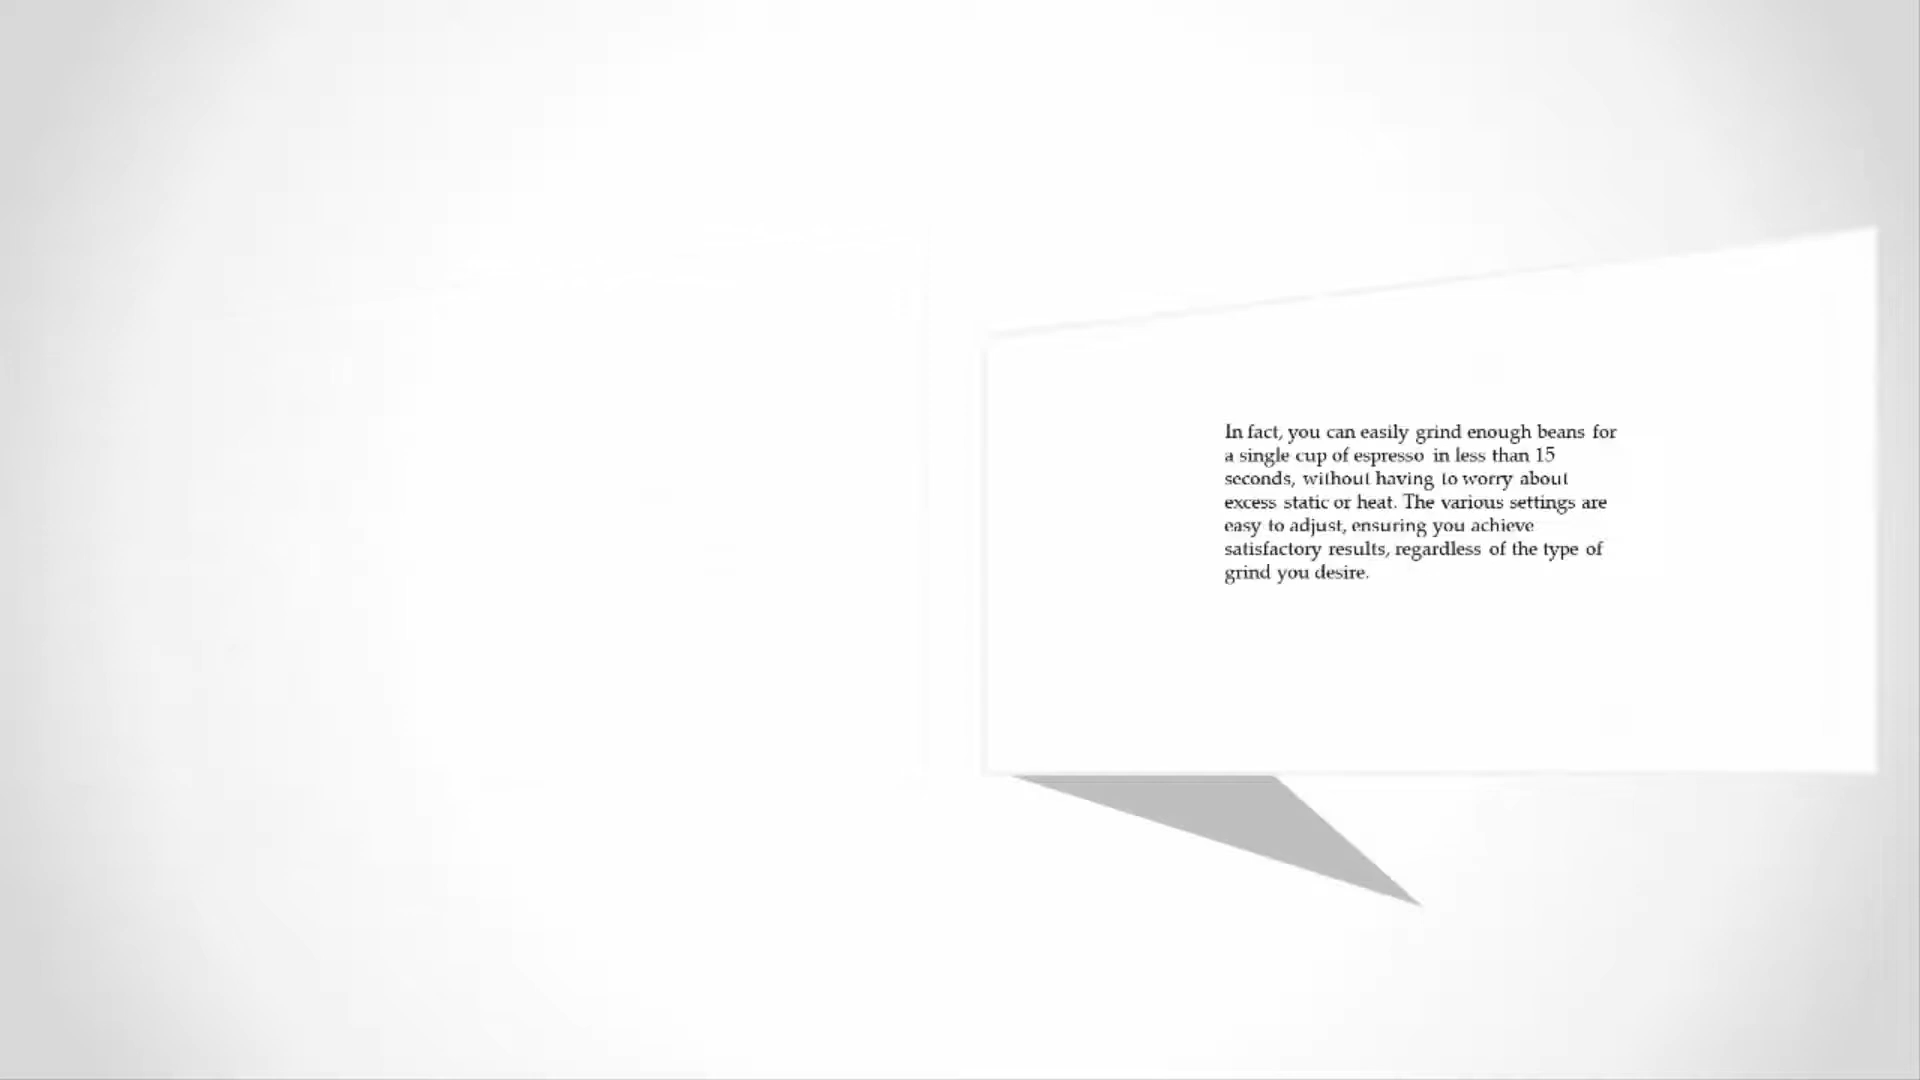 In fact, you can easily grind enough beans for
a single cup of espresso in less than 15
seconds, without having to worry about
excess static or heat. The various settings are
easy to adjust, ensuring you achieve
satisfactory results, regardless of the type of
grind you desire.